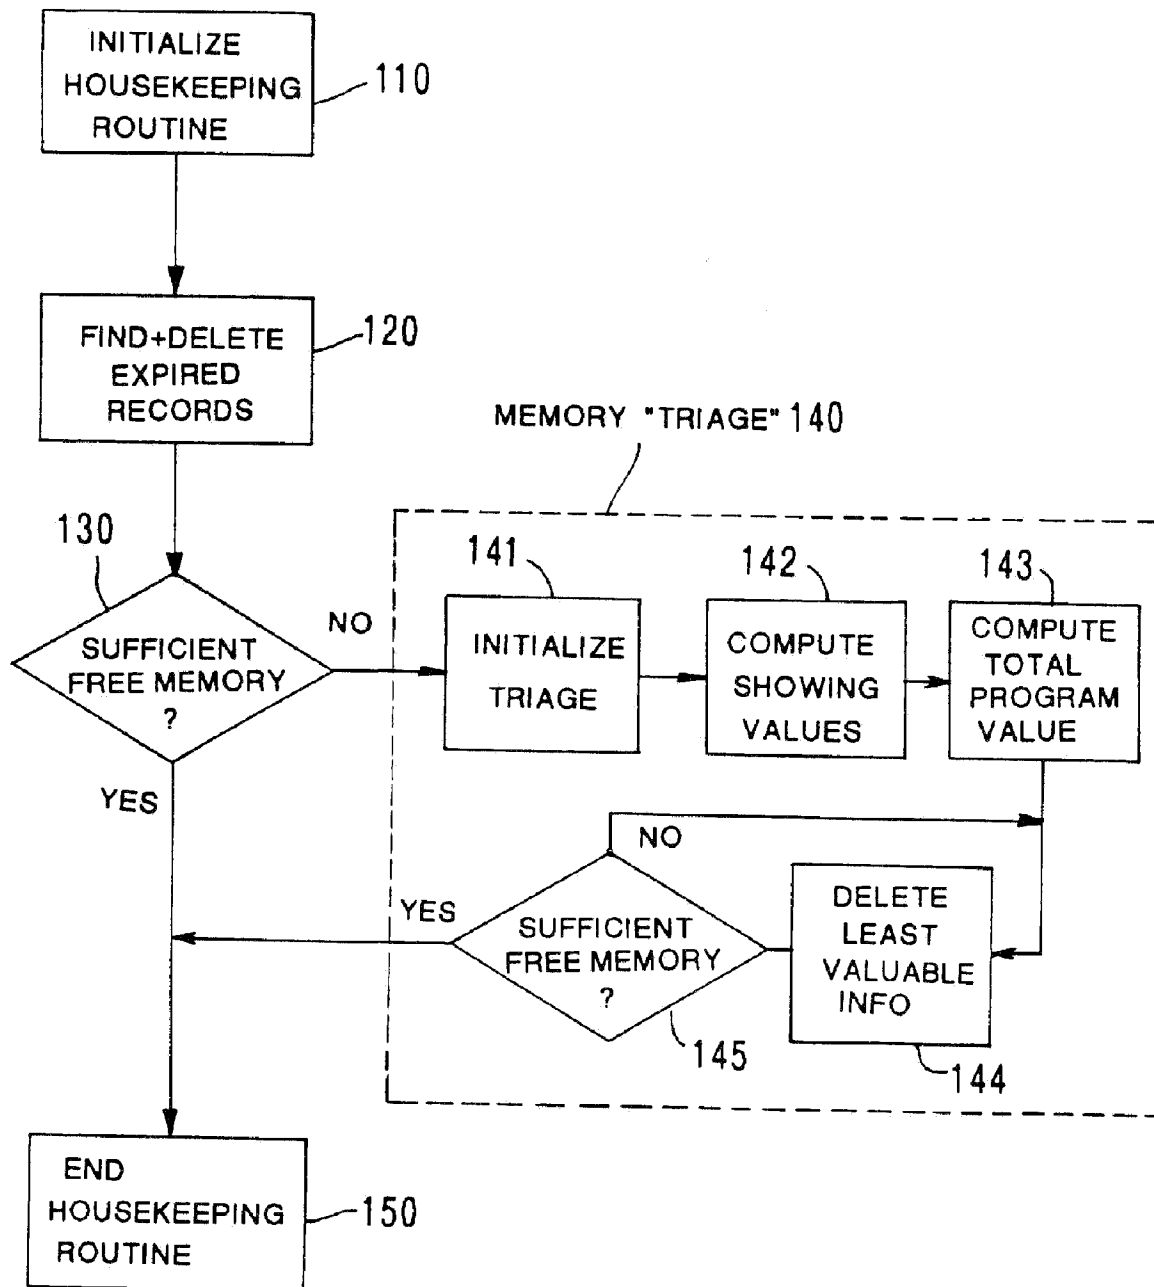 INITIALIZE
HOUSEKEEPING
ROUTINE
110
FIND+DELETE
EXPIRED
RECORDS
120
MEMORY "TRIAGE" 140
130
SUFFICIENT
FREE MEMORY
?
NO
YES
141
INITIALIZE
TRIAGE
142
COMPUTE
SHOWING
VALUES
143
COMPUTE
TOTAL
PROGRAM
VALUE
NO
YES
SUFFICIENT
FREE MEMORY
?
145
DELETE
LEAST
VALUABLE
INFO
144
END
HOUSEKEEPING
ROUTINE
150